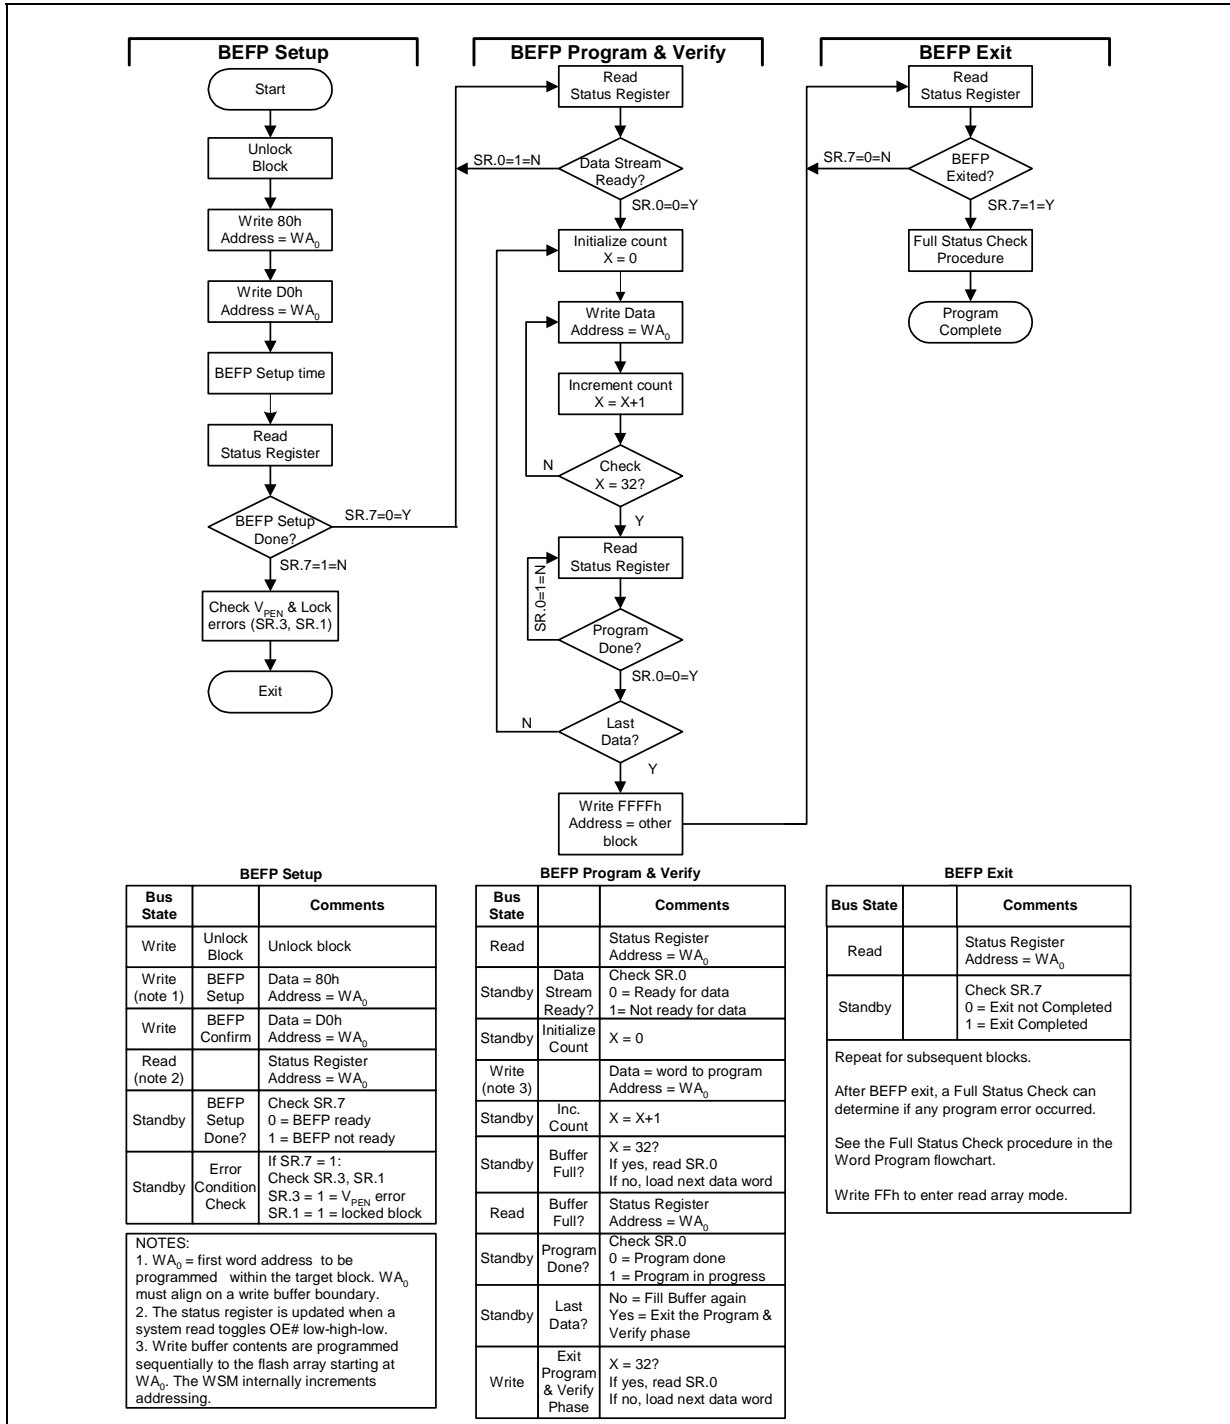 BEFP Setup
Start
Unlock
Block
Write 80h
Address = WA0
Write D0h
Address = WA0
BEFP Setup time
Read
Status Register
BEFP Setup
Done?
SR.7=0=Y
SR.7=1=N
Check VPEN & Lock
errors (SR.3, SR.1)
Exit
BEFP Program & Verify
Read
Status Register
SR.0=1=N
Data Stream
Ready?
SR.0=0=Y
Initialize count
X = 0
Write Data
Address = WA0
Increment count
X = X+1
N
Check
X = 32?
Y
Read
Status Register
SR.0=1=N
Program
Done?
SR.0=0=Y
N
Last
Data?
Y
Write FFFFh
Address = other
block
BEFP Exit
Read
Status Register
SR.7=0=N
BEFP
Exited?
SR.7=1=Y
Full Status Check
Procedure
Program
Complete
BEFP Setup
Bus State Comments
Write Unlock Block Unlock block
Write (note 1) BEFP Setup Data = 80h
Address = WA0
Write BEFP Confirm Data = D0h
Address = WA0
Read (note 2) Status Register
Address = WA0
Standby BEFP Setup Done? Check SR.7
0 = BEFP ready
1 = BEFP not ready
Standby Error Condition Check If SR.7 = 1:
Check SR.3, SR.1
SR.3 = 1 = VPEN error
SR.1 = 1 = locked block
NOTES:
1. WA0 = first word address to be
programmed within the target block. WA0
must align on a write buffer boundary.
2. The status register is updated when a
system read toggles OE# low-high-low.
3. Write buffer contents are programmed
sequentially to the flash array starting at
WA0. The WSM internally increments
addressing.
BEFP Program & Verify
Bus State Comments
Read Status Register
Address = WA0
Standby Data Stream Ready? Check SR.0
0 = Ready for data
1= Not ready for data
Standby Initialize Count X = 0
Write (note 3) Data = word to program
Address = WA0
Standby Inc. Count X = X+1
Standby Buffer Full? X = 32?
If yes, read SR.0
If no, load next data word
Read Buffer Full? Status Register
Address = WA0
Standby Program Done? Check SR.0
0 = Program done
1 = Program in progress
Standby Last Data? No = Fill Buffer again
Yes = Exit the Program &
Verify phase
Write Exit Program & Verify Phase X = 32?
If yes, read SR.0
If no, load next data word
BEFP Exit
Bus State Comments
Read Status Register
Address = WA0
Standby Check SR.7
0 = Exit not Completed
1 = Exit Completed
Repeat for subsequent blocks.
After BEFP exit, a Full Status Check can
determine if any program error occurred.
See the Full Status Check procedure in the
Word Program flowchart.
Write FFh to enter read array mode.